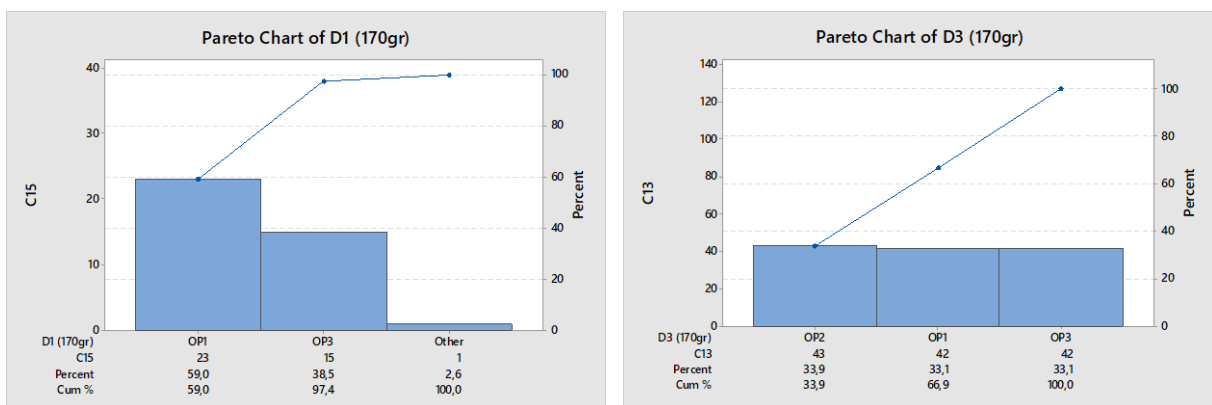 Pareto Chart of D1 (170gr)
40
30
20
10
0
C15
100
80
60
40
20
0
Percent
D1 (170gr) OP1 OP3 Other
C15 23 15 1
Percent 59,0 38,5 2,6
Cum % 59,0 97,4 100,0
Pareto Chart of D3 (170gr)
140
120
100
80
60
40
20
0
C13
100
80
60
40
20
0
Percent
D3 (170gr) OP2 OP1 OP3
C13 43 42 42
Percent 33,9 33,1 33,1
Cum % 33,9 66,9 100,0